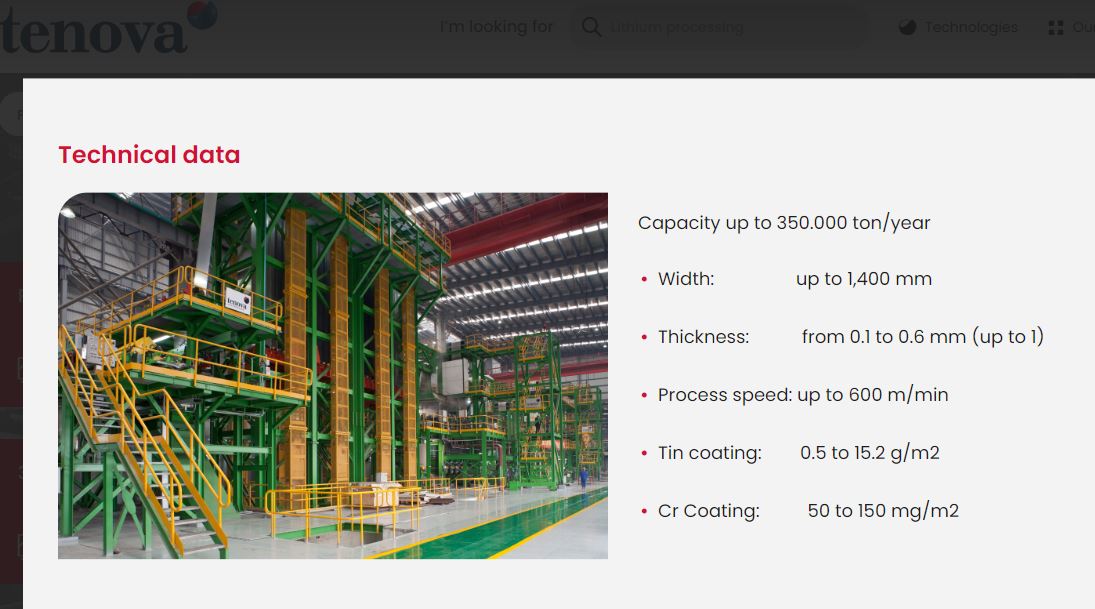 tenova
I'm looking for
Lithium processing
Technologies
Technical data
tenova
Capacity up to 350.000 ton/year
• Width: up to 1,400 mm
• Thickness: from 0.1 to 0.6 mm (up to 1)
• Process speed: up to 600 m/min
• Tin coating: 0.5 to 15.2 g/m2
• Cr Coating: 50 to 150 mg/m2